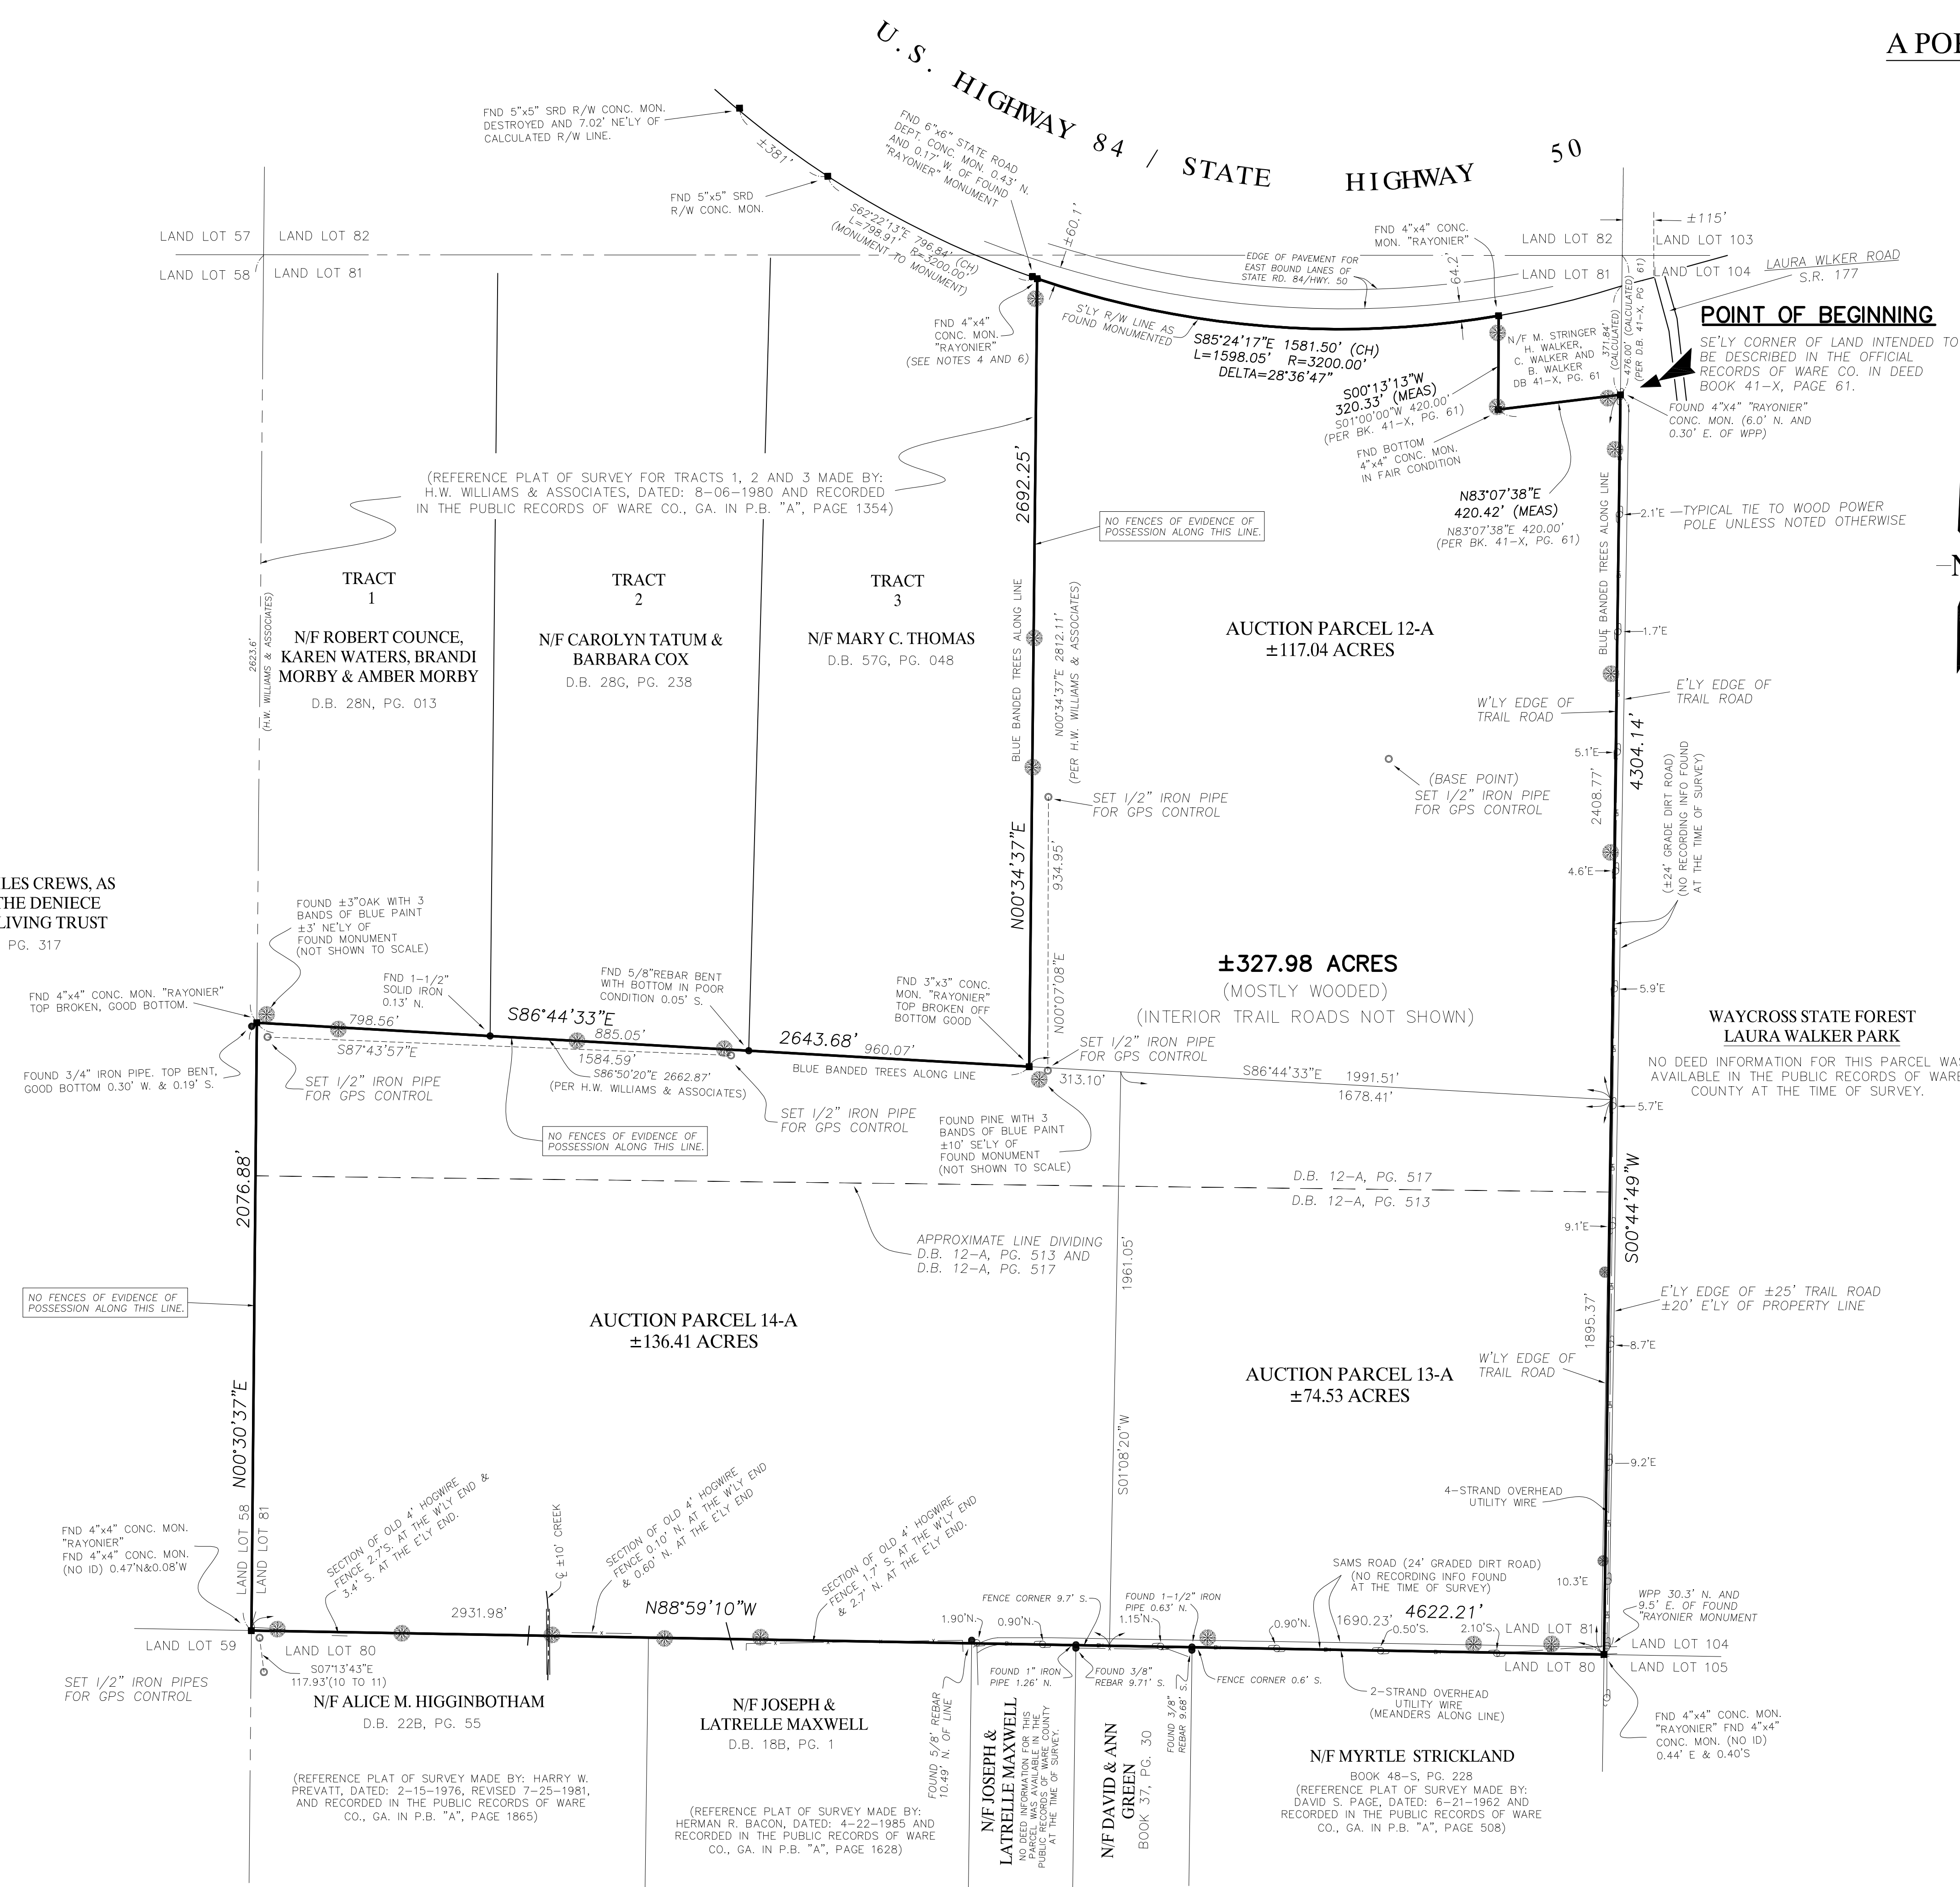 A POR
U.S. HIGHWAY 84 / STATE HIGHWAY 50
FND 5"x5" SRD R/W CONC. MON.
DESTROYED AND 7.02' NE'LY OF
CALCULATED R/W LINE.
±381'
FND 5"x5" SRD
R/W CONC. MON.
FND 6"x6" STATE ROAD
DEPT. CONC. MON. 0.43' N.
AND 0.17' W. OF FOUND
"RAYONIER" MONUMENT
S62°22'13"E 796.84' (CH)
L=798.91' R=3200.00'
(MONUMENT TO MONUMENT)
±60.1'
FND 4"x4" CONC.
MON. "RAYONIER"
±115'
LAND LOT 57
LAND LOT 82
LAND LOT 58
LAND LOT 81
LAND LOT 82
LAND LOT 103
LAND LOT 81
LAND LOT 104
LAURA WLKER ROAD
S.R. 177
EDGE OF PAVEMENT FOR
EAST BOUND LANES OF
STATE RD. 84/HWY. 50
64.2'
FND 4"x4"
CONC. MON.
"RAYONIER"
(SEE NOTES 4 AND 6)
S'LY R/W LINE AS
FOUND MONUMENTED
S85°24'17"E 1581.50' (CH)
L=1598.05' R=3200.00'
DELTA=28°36'47"
N/F M. STRINGER
H. WALKER,
C. WALKER AND
B. WALKER
DB 41-X, PG. 61
371.84'
(CALCULATED)
476.00' (CALCULATED)
(PER D.B. 41-X, PG 61)
POINT OF BEGINNING
SE'LY CORNER OF LAND INTENDED TO
BE DESCRIBED IN THE OFFICIAL
RECORDS OF WARE CO. IN DEED
BOOK 41-X, PAGE 61.
FOUND 4"X4" "RAYONIER"
CONC. MON. (6.0' N. AND
0.30' E. OF WPP)
S00°13'13"W
320.33' (MEAS)
S01°00'00"W 420.00'
(PER BK. 41-X, PG. 61)
FND BOTTOM
4"x4" CONC. MON.
IN FAIR CONDITION
N83°07'38"E
420.42' (MEAS)
N83°07'38"E 420.00'
(PER BK. 41-X, PG. 61)
(REFERENCE PLAT OF SURVEY FOR TRACTS 1, 2 AND 3 MADE BY:
H.W. WILLIAMS & ASSOCIATES, DATED: 8-06-1980 AND RECORDED
IN THE PUBLIC RECORDS OF WARE CO., GA. IN P.B. "A", PAGE 1354)
2692.25'
NO FENCES OF EVIDENCE OF
POSSESSION ALONG THIS LINE.
BLUE BANDED TREES ALONG LINE
2.1'E
TYPICAL TIE TO WOOD POWER
POLE UNLESS NOTED OTHERWISE
N
TRACT
1
N/F ROBERT COUNCE,
KAREN WATERS, BRANDI
MORBY & AMBER MORBY
D.B. 28N, PG. 013
TRACT
2
N/F CAROLYN TATUM &
BARBARA COX
D.B. 28G, PG. 238
TRACT
3
N/F MARY C. THOMAS
D.B. 57G, PG. 048
2623.6'
(H.W. WILLIAMS & ASSOCIATES)
BLUE BANDED TREES ALONG LINE
N00°34'37"E 2812.11'
(PER H.W. WILLIAMS & ASSOCIATES)
AUCTION PARCEL 12-A
±117.04 ACRES
1.7'E
W'LY EDGE OF
TRAIL ROAD
E'LY EDGE OF
TRAIL ROAD
5.1'E
4304.14'
2408.77'
(±24' GRADE DIRT ROAD)
(NO RECORDING INFO FOUND
AT THE TIME OF SURVEY)
(BASE POINT)
SET 1/2" IRON PIPE
FOR GPS CONTROL
SET 1/2" IRON PIPE
FOR GPS CONTROL
N00°34'37"E
934.95'
N00°07'08"E
4.6'E
LES CREWS, AS
THE DENIECE
LIVING TRUST
PG. 317
FOUND ±3"OAK WITH 3
BANDS OF BLUE PAINT
±3' NE'LY OF
FOUND MONUMENT
(NOT SHOWN TO SCALE)
FND 4"x4" CONC. MON. "RAYONIER"
TOP BROKEN, GOOD BOTTOM.
FND 1-1/2"
SOLID IRON
0.13' N.
FND 5/8"REBAR BENT
WITH BOTTOM IN POOR
CONDITION 0.05' S.
FND 3"x3" CONC.
MON. "RAYONIER"
TOP BROKEN OFF
BOTTOM GOOD
±327.98 ACRES
(MOSTLY WOODED)
(INTERIOR TRAIL ROADS NOT SHOWN)
5.9'E
WAYCROSS STATE FOREST
LAURA WALKER PARK
NO DEED INFORMATION FOR THIS PARCEL WAS
AVAILABLE IN THE PUBLIC RECORDS OF WARE
COUNTY AT THE TIME OF SURVEY.
798.56'
S86°44'33"E
885.05'
2643.68'
960.07'
S87°43'57"E
1584.59'
S86°50'20"E 2662.87'
(PER H.W. WILLIAMS & ASSOCIATES)
BLUE BANDED TREES ALONG LINE
SET 1/2" IRON PIPE
FOR GPS CONTROL
313.10'
S86°44'33"E 1991.51'
1678.41'
5.7'E
FOUND 3/4" IRON PIPE. TOP BENT,
GOOD BOTTOM 0.30' W. & 0.19' S.
SET 1/2" IRON PIPE
FOR GPS CONTROL
SET 1/2" IRON PIPE
FOR GPS CONTROL
NO FENCES OF EVIDENCE OF
POSSESSION ALONG THIS LINE.
FOUND PINE WITH 3
BANDS OF BLUE PAINT
±10' SE'LY OF
FOUND MONUMENT
(NOT SHOWN TO SCALE)
2076.88'
D.B. 12-A, PG. 517
D.B. 12-A, PG. 513
S00°44'49"W
9.1'E
APPROXIMATE LINE DIVIDING
D.B. 12-A, PG. 513 AND
D.B. 12-A, PG. 517
1961.05'
NO FENCES OF EVIDENCE OF
POSSESSION ALONG THIS LINE.
AUCTION PARCEL 14-A
±136.41 ACRES
AUCTION PARCEL 13-A
±74.53 ACRES
1895.37'
E'LY EDGE OF ±25' TRAIL ROAD
±20' E'LY OF PROPERTY LINE
8.7'E
W'LY EDGE OF
TRAIL ROAD
N00°30'37"E
S01°08'20"W
9.2'E
4-STRAND OVERHEAD
UTILITY WIRE
LAND LOT 58
LAND LOT 81
FND 4"x4" CONC. MON.
"RAYONIER"
FND 4"x4" CONC. MON.
(NO ID) 0.47'N&0.08'W
SECTION OF OLD 4' HOGWIRE
FENCE 2.7'S. AT THE W'LY END &
3.4' S. AT THE E'LY END.
℄ ±10' CREEK
SECTION OF OLD 4' HOGWIRE
FENCE 0.10' N. AT THE W'LY END
& 0.60' N. AT THE E'LY END
SECTION OF OLD 4' HOGWIRE
FENCE 1.7' S. AT THE W'LY END
& 2.7' N. AT THE E'LY END.
SAMS ROAD (24' GRADED DIRT ROAD)
(NO RECORDING INFO FOUND
AT THE TIME OF SURVEY)
10.3'E
WPP 30.3' N. AND
9.5' E. OF FOUND
"RAYONIER MONUMENT
2931.98'
N88°59'10"W
FENCE CORNER 9.7' S.
FOUND 1-1/2" IRON
PIPE 0.63' N.
1.90'N.
0.90'N.
1.15'N.
0.90'N.
1690.23'
4622.21'
0.50'S.
2.10'S.
LAND LOT 81
LAND LOT 104
LAND LOT 59
LAND LOT 80
LAND LOT 80
LAND LOT 105
S07°13'43"E
117.93'(10 TO 11)
SET 1/2" IRON PIPES
FOR GPS CONTROL
FOUND 1" IRON
PIPE 1.26' N.
FOUND 3/8"
REBAR 9.71' S.
FENCE CORNER 0.6' S.
FOUND 3/8"
REBAR 9.68' S.
2-STRAND OVERHEAD
UTILITY WIRE
(MEANDERS ALONG LINE)
FND 4"x4" CONC. MON.
"RAYONIER" FND 4"x4"
CONC. MON. (NO ID)
0.44' E & 0.40'S
N/F ALICE M. HIGGINBOTHAM
D.B. 22B, PG. 55
(REFERENCE PLAT OF SURVEY MADE BY: HARRY W.
PREVATT, DATED: 2-15-1976, REVISED 7-25-1981,
AND RECORDED IN THE PUBLIC RECORDS OF WARE
CO., GA. IN P.B. "A", PAGE 1865)
N/F JOSEPH &
LATRELLE MAXWELL
D.B. 18B, PG. 1
(REFERENCE PLAT OF SURVEY MADE BY:
HERMAN R. BACON, DATED: 4-22-1985 AND
RECORDED IN THE PUBLIC RECORDS OF WARE
CO., GA. IN P.B. "A", PAGE 1628)
FOUND 5/8' REBAR
10.49' N. OF LINE
N/F JOSEPH &
LATRELLE MAXWELL
NO DEED INFORMATION FOR THIS
PARCEL WAS AVAILABLE IN THE
PUBLIC RECORDS OF WARE COUNTY
AT THE TIME OF SURVEY.
N/F DAVID & ANN
GREEN
BOOK 37, PG. 30
N/F MYRTLE STRICKLAND
BOOK 48-S, PG. 228
(REFERENCE PLAT OF SURVEY MADE BY:
DAVID S. PAGE, DATED: 6-21-1962 AND
RECORDED IN THE PUBLIC RECORDS OF WARE
CO., GA. IN P.B. "A", PAGE 508)